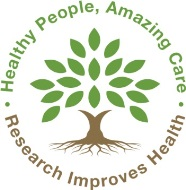 Healthy People, Amazing Care
Research Improves Health